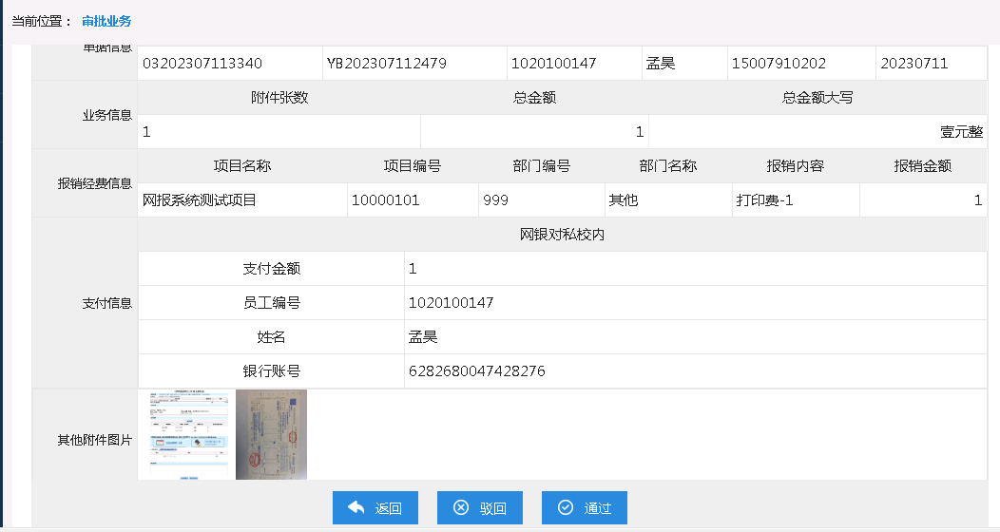 当前位置： 审批业务
单据信息
03202307113340 YB202307112479 1020100147 孟昊 15007910202 20230711
附件张数 总金额 总金额大写
业务信息
1 1 壹元整
项目名称 项目编号 部门编号 部门名称 报销内容 报销金额
报销经费信息
网报系统测试项目 10000101 999 其他 打印费-1 1
网银对私校内
支付金额 1
员工编号 1020100147
支付信息
姓名 孟昊
银行账号 6282680047428276
其他附件图片
返回 驳回 通过